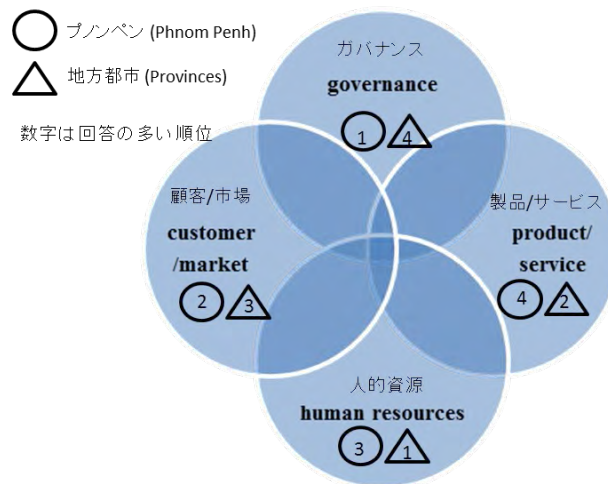 プノンペン (Phnom Penh)
地方都市 (Provinces)
数字は回答の多い順位
ガバナンス
governance
1 4
顧客/市場
customer
/market
2 3
製品/サービス
product/
service
4 2
人的資源
human resources
3 1